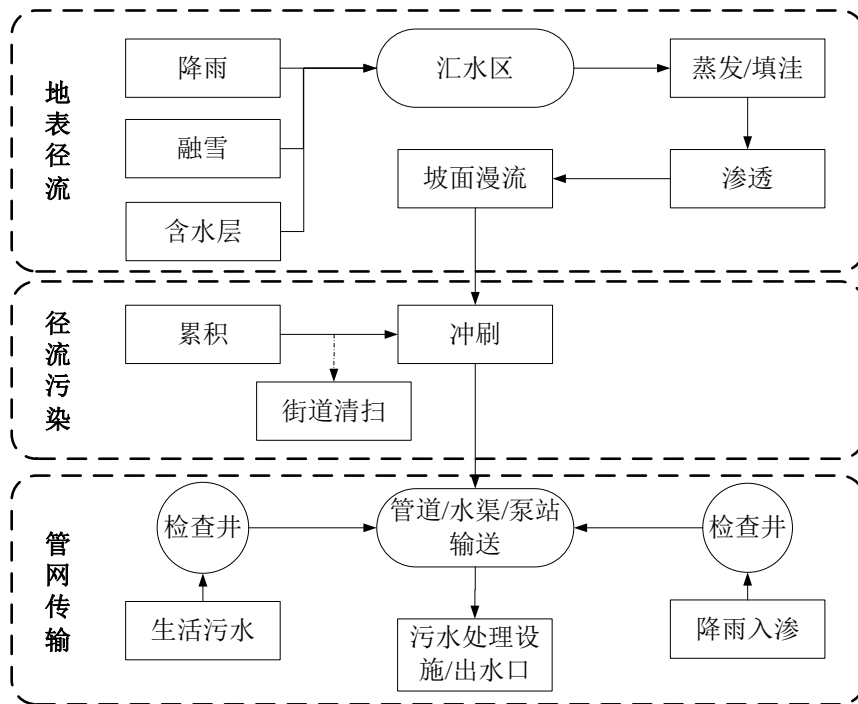 地表径流
降雨
汇水区
蒸发/填洼
融雪
坡面漫流
渗透
含水层
径流污染
累积
冲刷
街道清扫
管网传输
检查井
管道/水渠/泵站
输送
检查井
生活污水
污水处理设
施/出水口
降雨入渗